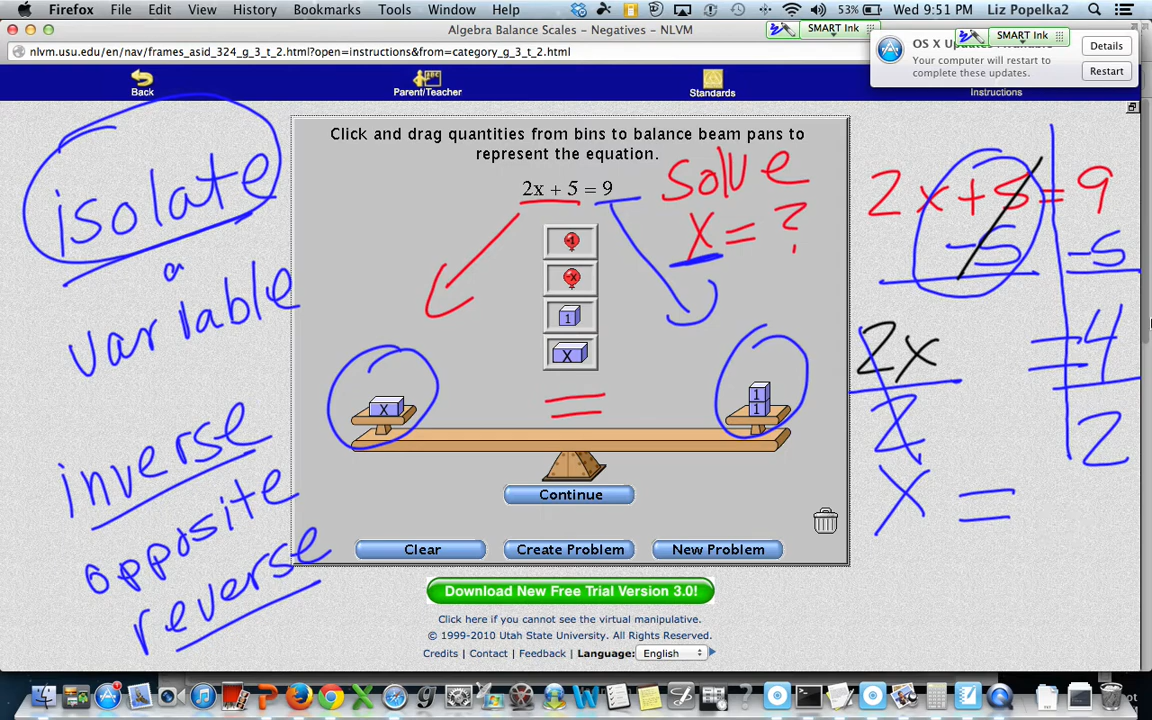 Firefox File Edit View History Bookmarks Tools Window Help 53% Wed 9:51 PM Liz Popelka2
Algebra Balance Scales – Negatives – NLVM
SMART Ink
SMART Ink
nlvm.usu.edu/en/nav/frames_asid_324_g_3_t_2.html?open=instructions&from=category_g_3_t_2.html
OS X Updates Available
Your computer will restart to
complete these updates.
Details
Restart
Back
Parent/Teacher
Standards
Instructions
Click and drag quantities from bins to balance beam pans to
represent the equation.
2x + 5 = 9
solve
x = ?
-1
-x
1
X
X
1
1
=
Continue
Clear
Create Problem
New Problem
isolate
a
variable
inverse
opposite
reverse
2x+5=9
-5 -5
2x =4
2 2
x =
Download New Free Trial Version 3.0!
Click here if you cannot see the virtual manipulative.
© 1999-2010 Utah State University. All Rights Reserved.
Credits | Contact | Feedback | Language: English